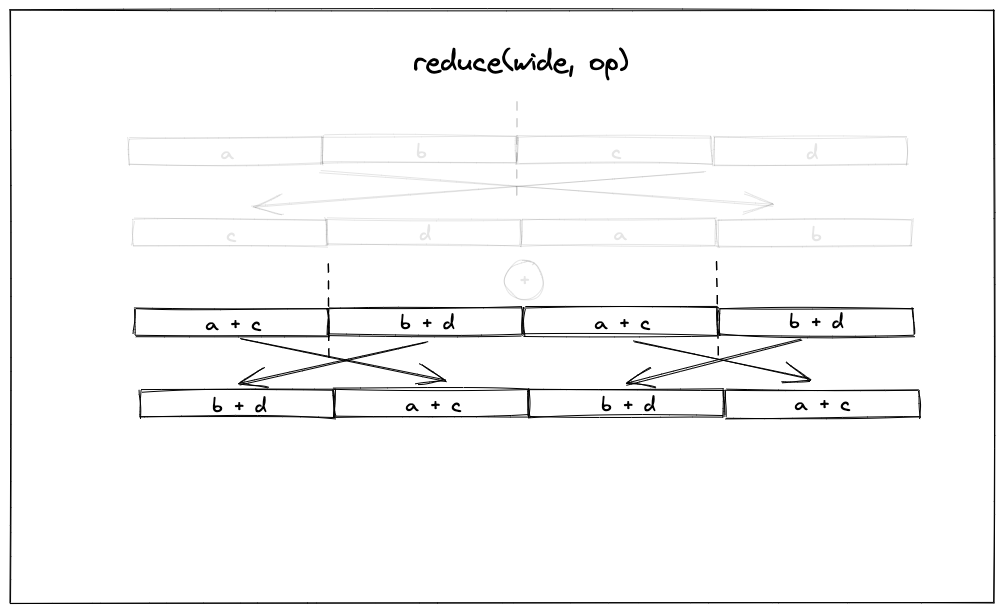 reduce(wide, op)
a b c d
c d a b
+
a + c b + d a + c b + d
b + d a + c b + d a + c